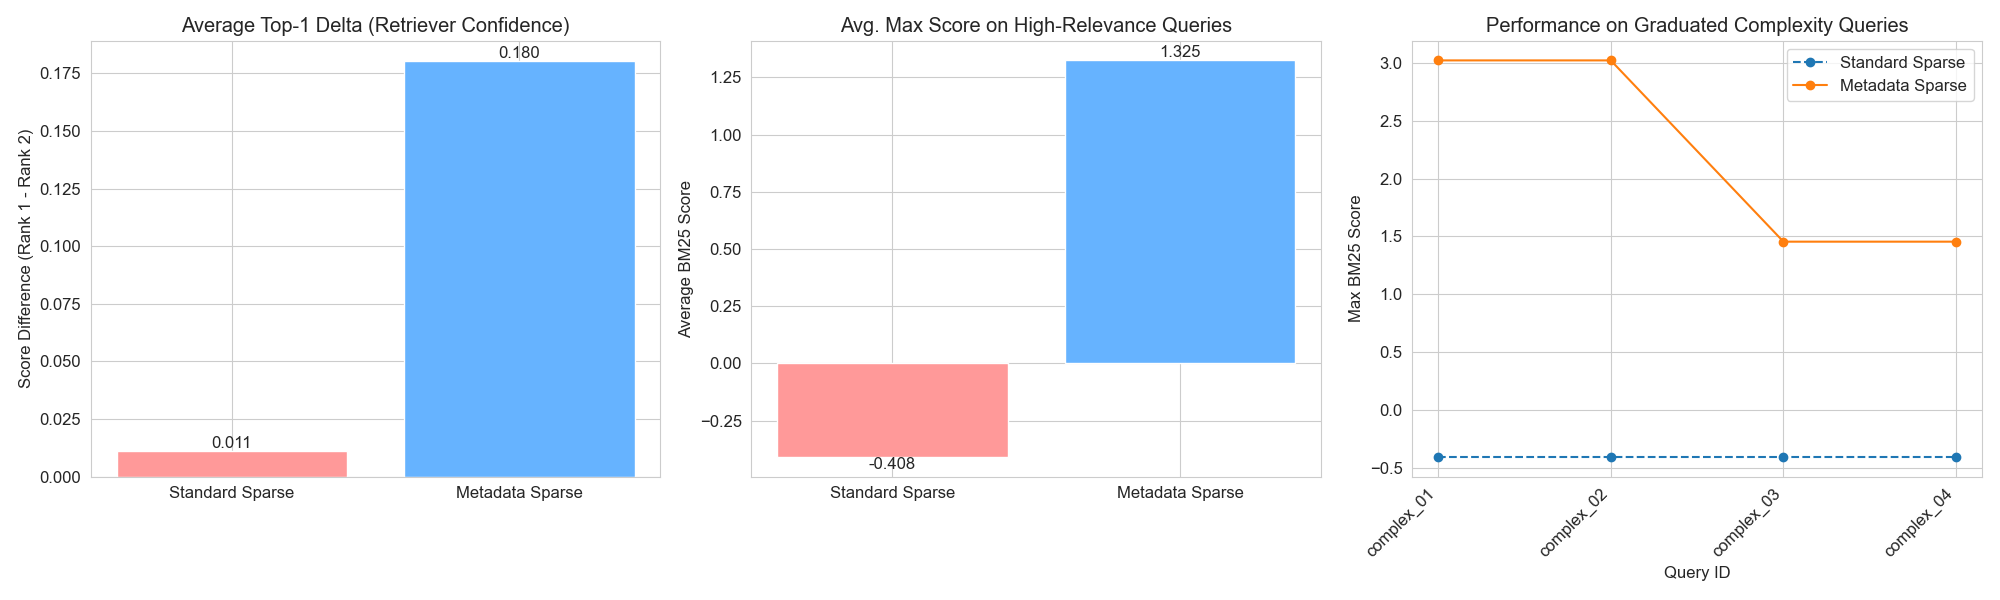 Average Top-1 Delta (Retriever Confidence)
Score Difference (Rank 1 - Rank 2)
0.175
0.150
0.125
0.100
0.075
0.050
0.025
0.000
0.011
0.180
Standard Sparse
Metadata Sparse
Avg. Max Score on High-Relevance Queries
Average BM25 Score
1.25
1.00
0.75
0.50
0.25
0.00
−0.25
-0.408
1.325
Standard Sparse
Metadata Sparse
Performance on Graduated Complexity Queries
Max BM25 Score
3.0
2.5
2.0
1.5
1.0
0.5
0.0
−0.5
Standard Sparse
Metadata Sparse
complex_01
complex_02
complex_03
complex_04
Query ID